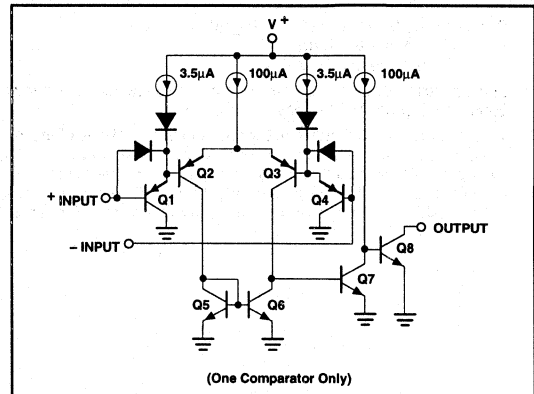 V+
3.5µA 100µA 3.5µA 100µA
Q2 Q3
+ INPUT Q1 Q4
– INPUT
OUTPUT
Q8
Q5 Q6 Q7
(One Comparator Only)